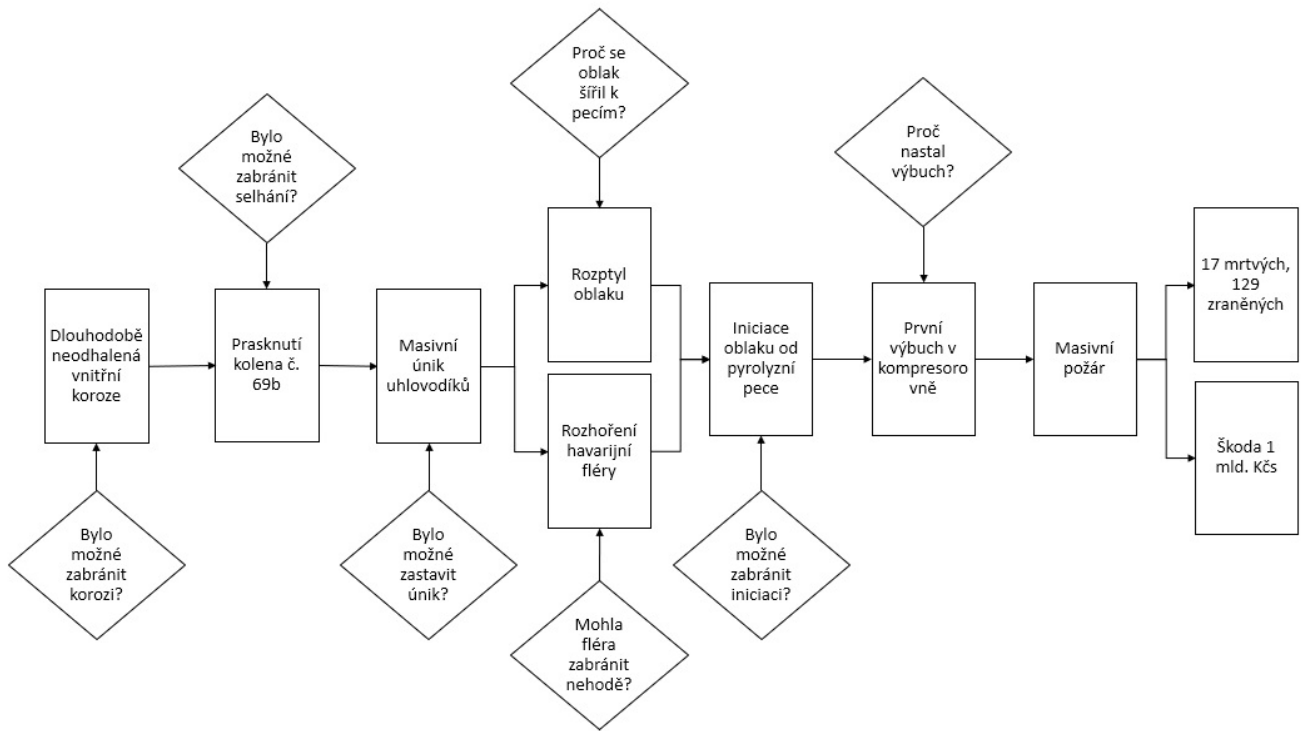 Proč se
oblak
šířil k
pecím?
Bylo
možné
zabránit
selhání?
Proč
nastal
výbuch?
Dlouhodobě
neodhalená
vnitřní
koroze
Prasknutí
kolena č.
69b
Masivní
únik
uhlovodíků
Rozptyl
oblaku
Rozhoření
havarijní
fléry
Iniciace
oblaku od
pyrolyzní
pece
První
výbuch v
kompresoro
vně
Masivní
požár
17 mrtvých,
129
zraněných
Škoda 1
mld. Kčs
Bylo
možné
zabránit
korozi?
Bylo
možné
zastavit
únik?
Mohla
fléra
zabránit
nehodě?
Bylo
možné
zabránit
iniciaci?